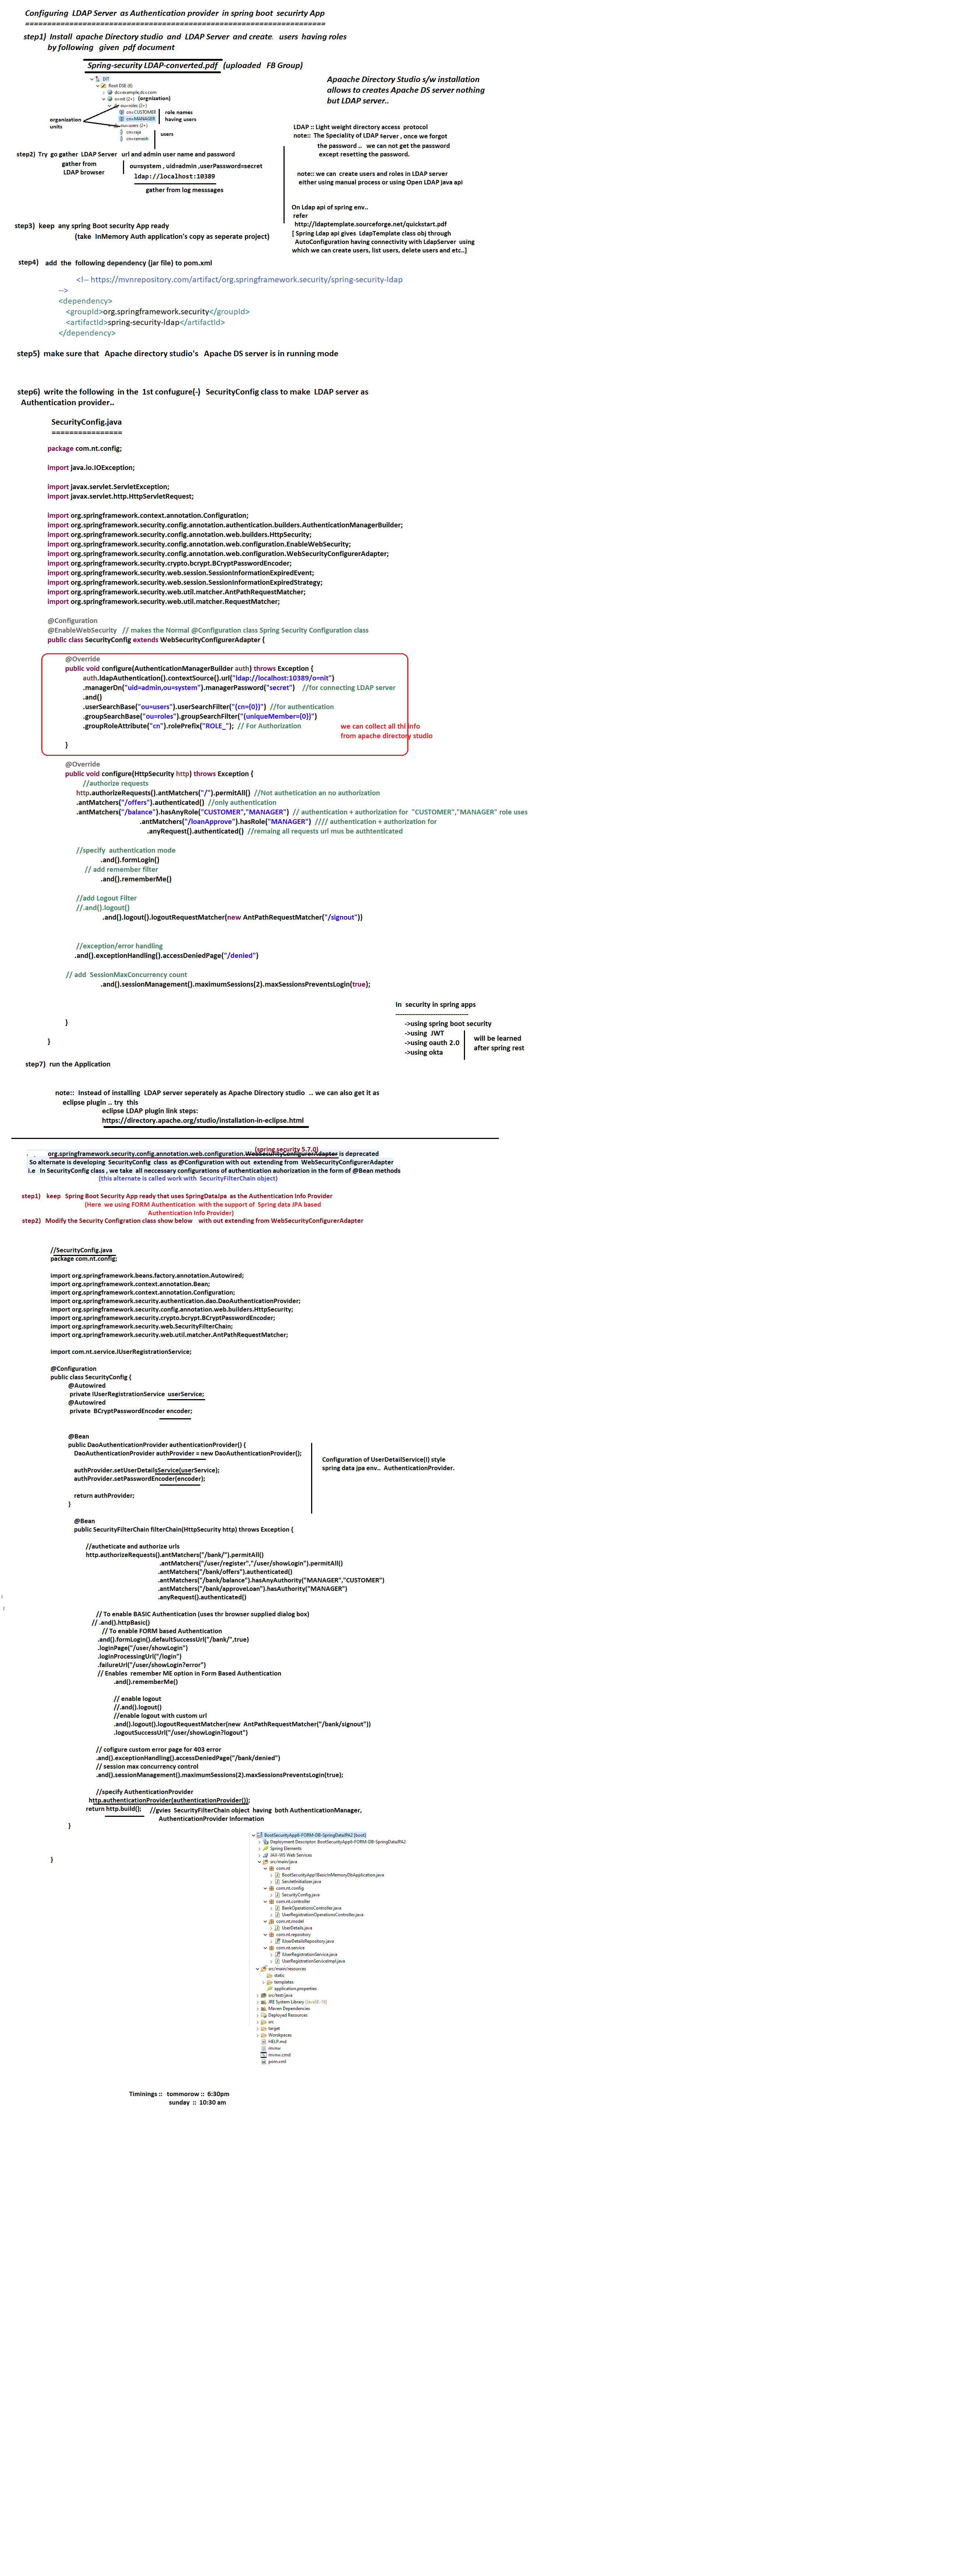 Configuring LDAP Server as Authentication provider in spring boot securirty App
=====================================================================
step1) Install apache Directory studio and LDAP Server and create users having roles
by following given pdf document
Spring-security LDAP-converted.pdf (uploaded FB Group)
Apaache Directory Studio s/w installation
allows to creates Apache DS server nothing
but LDAP server..
DIT
Root DSE (6)
dc=example,dc=com
o=nit (2+) (orgnization)
ou=roles (2+)
cn=CUSTOMER
cn=MANAGER
ou=users (2+)
cn=raja
cn=ramesh
organization
units
role names
having users
users
LDAP :: Light weight directory access protocol
note:: The Speciality of LDAP server , once we forgot
the password .. we can not get the password
except resetting the password.
note:: we can create users and roles in LDAP server
either using manual process or using Open LDAP java api
step2) Try go gather LDAP Server url and admin user name and password
gather from
LDAP browser
ou=system , uid=admin ,userPassword=secret
ldap://localhost:10389
gather from log messsages
On Ldap api of spring env..
refer
http://ldaptemplate.sourceforge.net/quickstart.pdf
[ Spring Ldap api gives LdapTemplate class obj through
AutoConfiguration having connectivity with LdapServer using
which we can create users, list users, delete users and etc..]
step3) keep any spring Boot security App ready
(take InMemory Auth application's copy as seperate project)
step4) add the following dependency (jar file) to pom.xml
<!-- https://mvnrepository.com/artifact/org.springframework.security/spring-security-ldap
-->
<dependency>
<groupId>org.springframework.security</groupId>
<artifactId>spring-security-ldap</artifactId>
</dependency>
step5) make sure that Apache directory studio's Apache DS server is in running mode
step6) write the following in the 1st confugure(-) SecurityConfig class to make LDAP server as
Authentication provider..
SecurityConfig.java
================
package com.nt.config;
import java.io.IOException;
import javax.servlet.ServletException;
import javax.servlet.http.HttpServletRequest;
import org.springframework.context.annotation.Configuration;
import org.springframework.security.config.annotation.authentication.builders.AuthenticationManagerBuilder;
import org.springframework.security.config.annotation.web.builders.HttpSecurity;
import org.springframework.security.config.annotation.web.configuration.EnableWebSecurity;
import org.springframework.security.config.annotation.web.configuration.WebSecurityConfigurerAdapter;
import org.springframework.security.crypto.bcrypt.BCryptPasswordEncoder;
import org.springframework.security.web.session.SessionInformationExpiredEvent;
import org.springframework.security.web.session.SessionInformationExpiredStrategy;
import org.springframework.security.web.util.matcher.AntPathRequestMatcher;
import org.springframework.security.web.util.matcher.RequestMatcher;
@Configuration
@EnableWebSecurity // makes the Normal @Configuration class Spring Security Configuration class
public class SecurityConfig extends WebSecurityConfigurerAdapter {
@Override
public void configure(AuthenticationManagerBuilder auth) throws Exception {
auth.ldapAuthentication().contextSource().url("ldap://localhost:10389/o=nit")
.managerDn("uid=admin,ou=system").managerPassword("secret") //for connecting LDAP server
.and()
.userSearchBase("ou=users").userSearchFilter("(cn={0})") //for authentication
.groupSearchBase("ou=roles").groupSearchFilter("(uniqueMember={0})")
.groupRoleAttribute("cn").rolePrefix("ROLE_"); // For Authorization
}
we can collect all thi info
from apache directory studio
@Override
public void configure(HttpSecurity http) throws Exception {
//authorize requests
http.authorizeRequests().antMatchers("/").permitAll() //Not authetication an no authorization
.antMatchers("/offers").authenticated() //only authentication
.antMatchers("/balance").hasAnyRole("CUSTOMER","MANAGER") // authentication + authorization for "CUSTOMER","MANAGER" role uses
.antMatchers("/loanApprove").hasRole("MANAGER") //// authentication + authorization for
.anyRequest().authenticated() //remaing all requests url mus be authtenticated
//specify authentication mode
.and().formLogin()
// add remember filter
.and().rememberMe()
//add Logout Filter
//.and().logout()
.and().logout().logoutRequestMatcher(new AntPathRequestMatcher("/signout"))
//exception/error handling
.and().exceptionHandling().accessDeniedPage("/denied")
// add SessionMaxConcurrency count
.and().sessionManagement().maximumSessions(2).maxSessionsPreventsLogin(true);
}
}
In security in spring apps
-------------------------------
->using spring boot security
->using JWT
->using oauth 2.0
->using okta
will be learned
after spring rest
step7) run the Application
note:: Instead of installing LDAP server seperately as Apache Directory studio .. we can also get it as
eclipse plugin .. try this
eclipse LDAP plugin link steps:
https://directory.apache.org/studio/installation-in-eclipse.html
(spring security 5.7.0)
org.springframework.security.config.annotation.web.configuration.WebSecurityConfigurerAdapter is deprecated
So alternate is developing SecurityConfig class as @Configuration with out extending from WebSecurityConfigurerAdapter
i.e In SecurityConfig class , we take all neccessary configurations of authentication auhorization in the form of @Bean methods
(this alternate is called work with SecurityFilterChain object)
step1) keep Spring Boot Security App ready that uses SpringDataJpa as the Authentication Info Provider
(Here we using FORM Authentication with the support of Spring data JPA based
Authentication Info Provider)
step2) Modify the Security Configration class show below with out extending from WebSecurityConfigurerAdapter
//SecurityConfig.java
package com.nt.config;
import org.springframework.beans.factory.annotation.Autowired;
import org.springframework.context.annotation.Bean;
import org.springframework.context.annotation.Configuration;
import org.springframework.security.authentication.dao.DaoAuthenticationProvider;
import org.springframework.security.config.annotation.web.builders.HttpSecurity;
import org.springframework.security.crypto.bcrypt.BCryptPasswordEncoder;
import org.springframework.security.web.SecurityFilterChain;
import org.springframework.security.web.util.matcher.AntPathRequestMatcher;
import com.nt.service.IUserRegistrationService;
@Configuration
public class SecurityConfig {
@Autowired
private IUserRegistrationService userService;
@Autowired
private BCryptPasswordEncoder encoder;
@Bean
public DaoAuthenticationProvider authenticationProvider() {
DaoAuthenticationProvider authProvider = new DaoAuthenticationProvider();
authProvider.setUserDetailsService(userService);
authProvider.setPasswordEncoder(encoder);
return authProvider;
}
Configuration of UserDetailService(I) style
spring data jpa env.. AuthenticationProvider.
@Bean
public SecurityFilterChain filterChain(HttpSecurity http) throws Exception {
//autheticate and authorize urls
http.authorizeRequests().antMatchers("/bank/").permitAll()
.antMatchers("/user/register","/user/showLogin").permitAll()
.antMatchers("/bank/offers").authenticated()
.antMatchers("/bank/balance").hasAnyAuthority("MANAGER","CUSTOMER")
.antMatchers("/bank/approveLoan").hasAuthority("MANAGER")
.anyRequest().authenticated()
// To enable BASIC Authentication (uses thr browser supplied dialog box)
// .and().httpBasic()
// To enable FORM based Authentication
.and().formLogin().defaultSuccessUrl("/bank/",true)
.loginPage("/user/showLogin")
.loginProcessingUrl("/login")
.failureUrl("/user/showLogin?error")
// Enables remember ME option in Form Based Authentication
.and().rememberMe()
// enable logout
//.and().logout()
//enable logout with custom url
.and().logout().logoutRequestMatcher(new AntPathRequestMatcher("/bank/signout"))
.logoutSuccessUrl("/user/showLogin?logout")
// cofigure custom error page for 403 error
.and().exceptionHandling().accessDeniedPage("/bank/denied")
// session max concurrency control
.and().sessionManagement().maximumSessions(2).maxSessionsPreventsLogin(true);
//specify AuthenticationProvider
http.authenticationProvider(authenticationProvider());
return http.build(); //gvies SecurityFilterChain object having both AuthenticationManager,
AuthenticationProvider Information
}
}
BootSecurityApp6-FORM-DB-SpringDataJPA2 [boot]
Deployment Descriptor: BootSecurityApp6-FORM-DB-SpringDataJPA2
Spring Elements
JAX-WS Web Services
src/main/java
com.nt
BootSecurityApp1BasicInMemoryDbApplication.java
ServletInitializer.java
com.nt.config
SecurityConfig.java
com.nt.controller
BankOperationsController.java
UserRegistrationOperationsController.java
com.nt.model
UserDetails.java
com.nt.repository
IUserDetailsRepository.java
com.nt.service
IUserRegistrationService.java
UserRegistrationServiceImpl.java
src/main/resources
static
templates
application.properties
src/test/java
JRE System Library [JavaSE-16]
Maven Dependencies
Deployed Resources
src
target
Worskpaces
HELP.md
mvnw
mvnw.cmd
pom.xml
Timinings :: tommorow :: 6:30pm
sunday :: 10:30 am